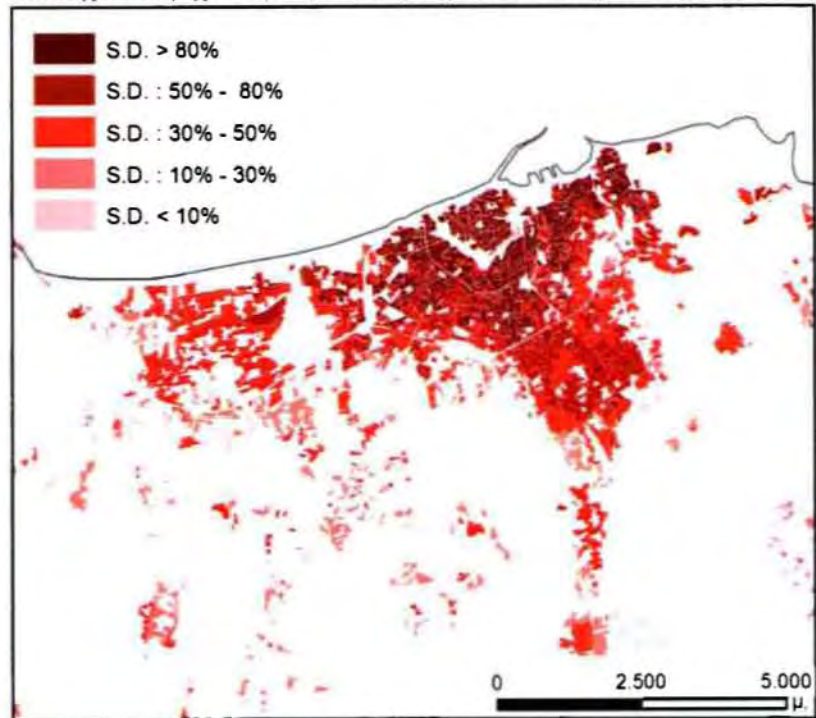 S.D. > 80%
S.D. : 50% - 80%
S.D. : 30% - 50%
S.D. : 10% - 30%
S.D. < 10%
0 2.500 5.000
μ.